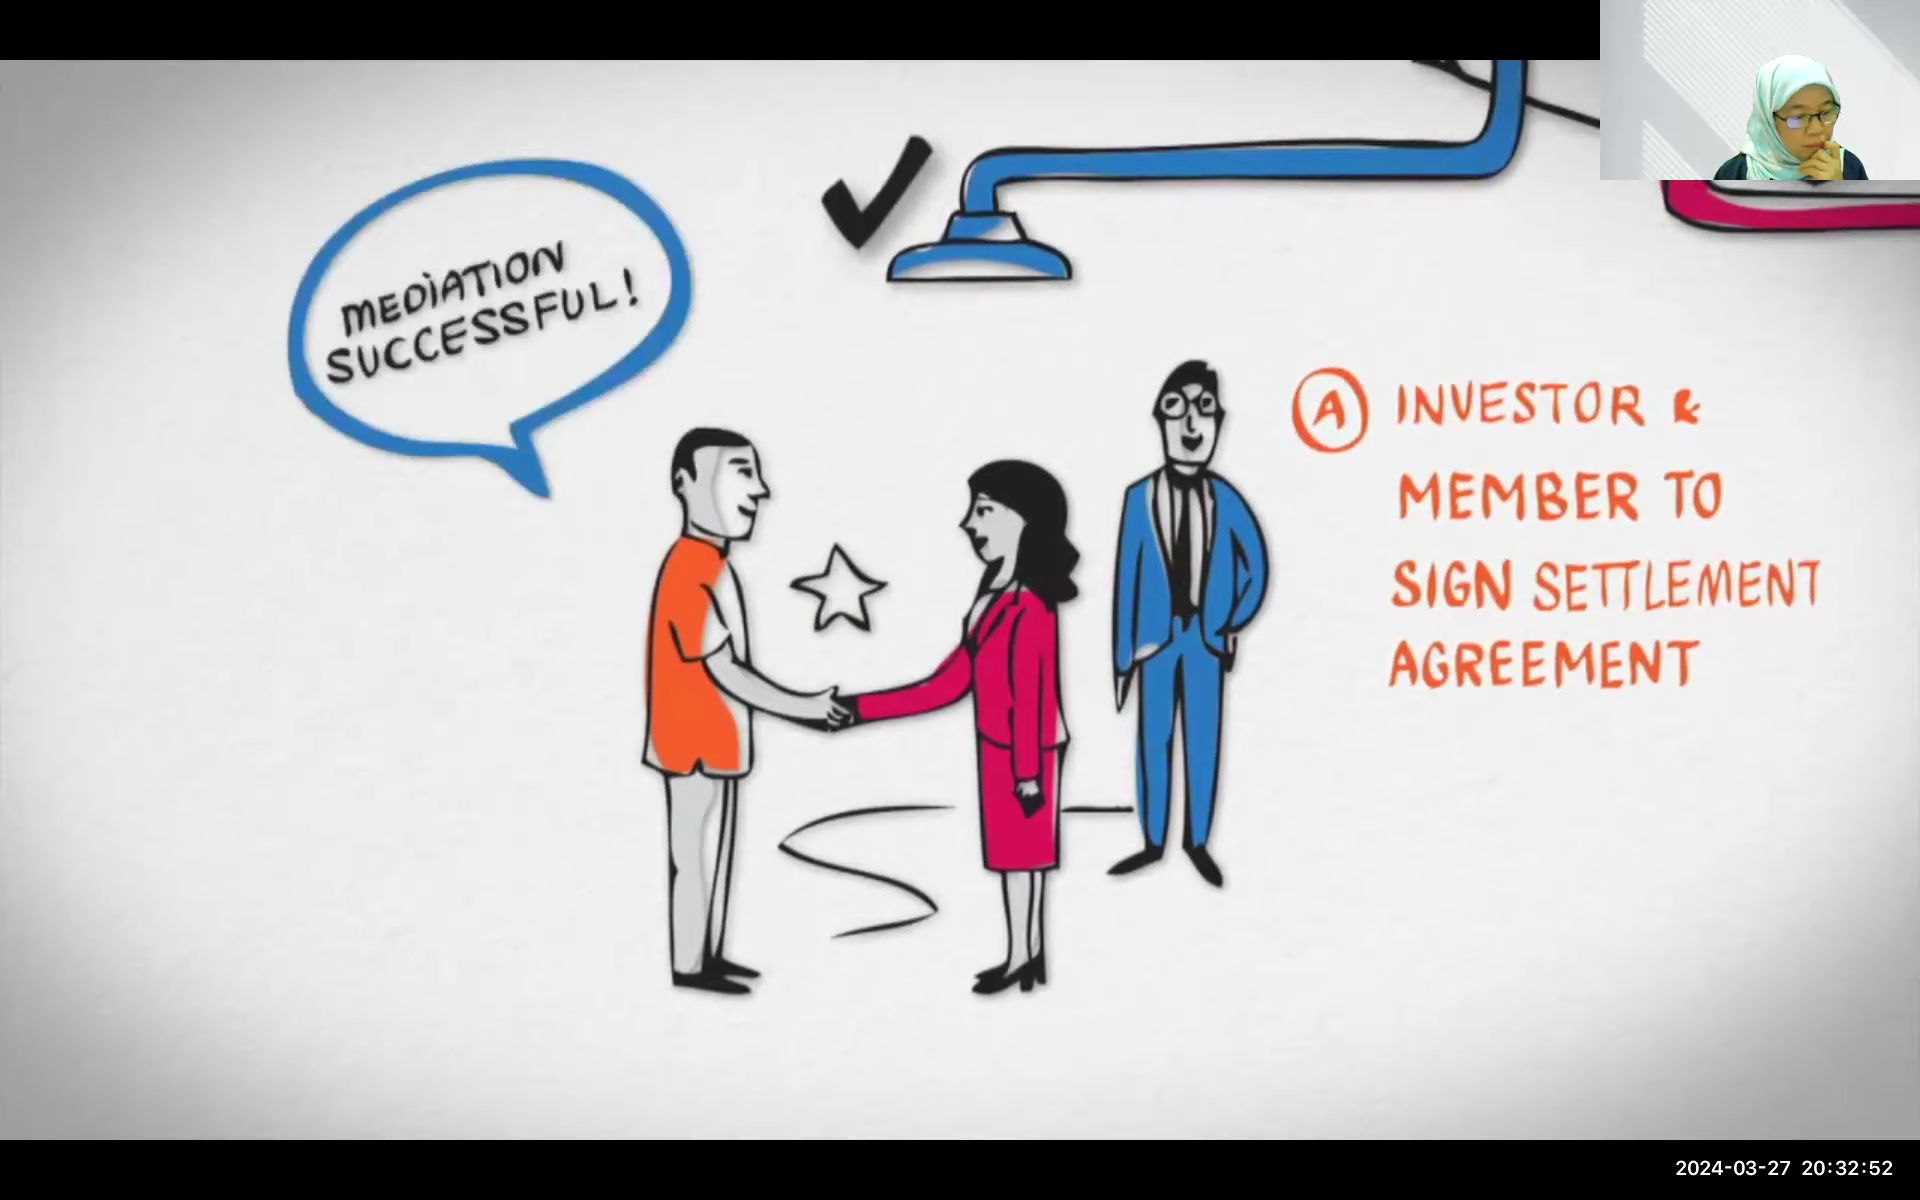 MEDIATION
SUCCESSFUL!
A INVESTOR &
MEMBER TO
SIGN SETTLEMENT
AGREEMENT
2024-03-27 20:32:52